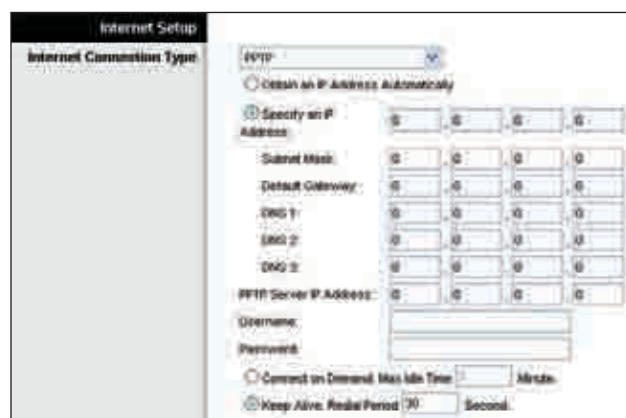 Internet Setup
Internet Connection Type
PPTP
Obtain an IP Address Automatically
Specify an IP Address:
0 . 0 . 0 . 0
Subnet Mask: 0 . 0 . 0 . 0
Default Gateway: 0 . 0 . 0 . 0
DNS 1: 0 . 0 . 0 . 0
DNS 2: 0 . 0 . 0 . 0
DNS 3: 0 . 0 . 0 . 0
PPTP Server IP Address: 0 . 0 . 0 . 0
Username:
Password:
Connect on Demand. Max Idle Time Minute.
Keep Alive. Redial Period 30 Second.